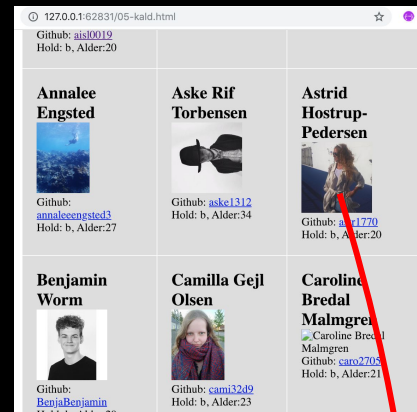 127.0.0.1:62831/05-kald.html
Github: aisl0019
Hold: b, Alder:20
Annalee
Engsted
Github:
annaleeengsted3
Hold: b, Alder:27
Aske Rif
Torbensen
Github: aske1312
Hold: b, Alder:34
Astrid
Hostrup-
Pedersen
Github:
Hold: b, Alder:20
Benjamin
Worm
Github:
BenjaBenjamin
Camilla Gejl
Olsen
Github: cami32d9
Hold: b, Alder:23
Caroline
Bredal
Malmgren
Caroline Bredal
Malmgren
Github: caro2705
Hold: b, Alder:21